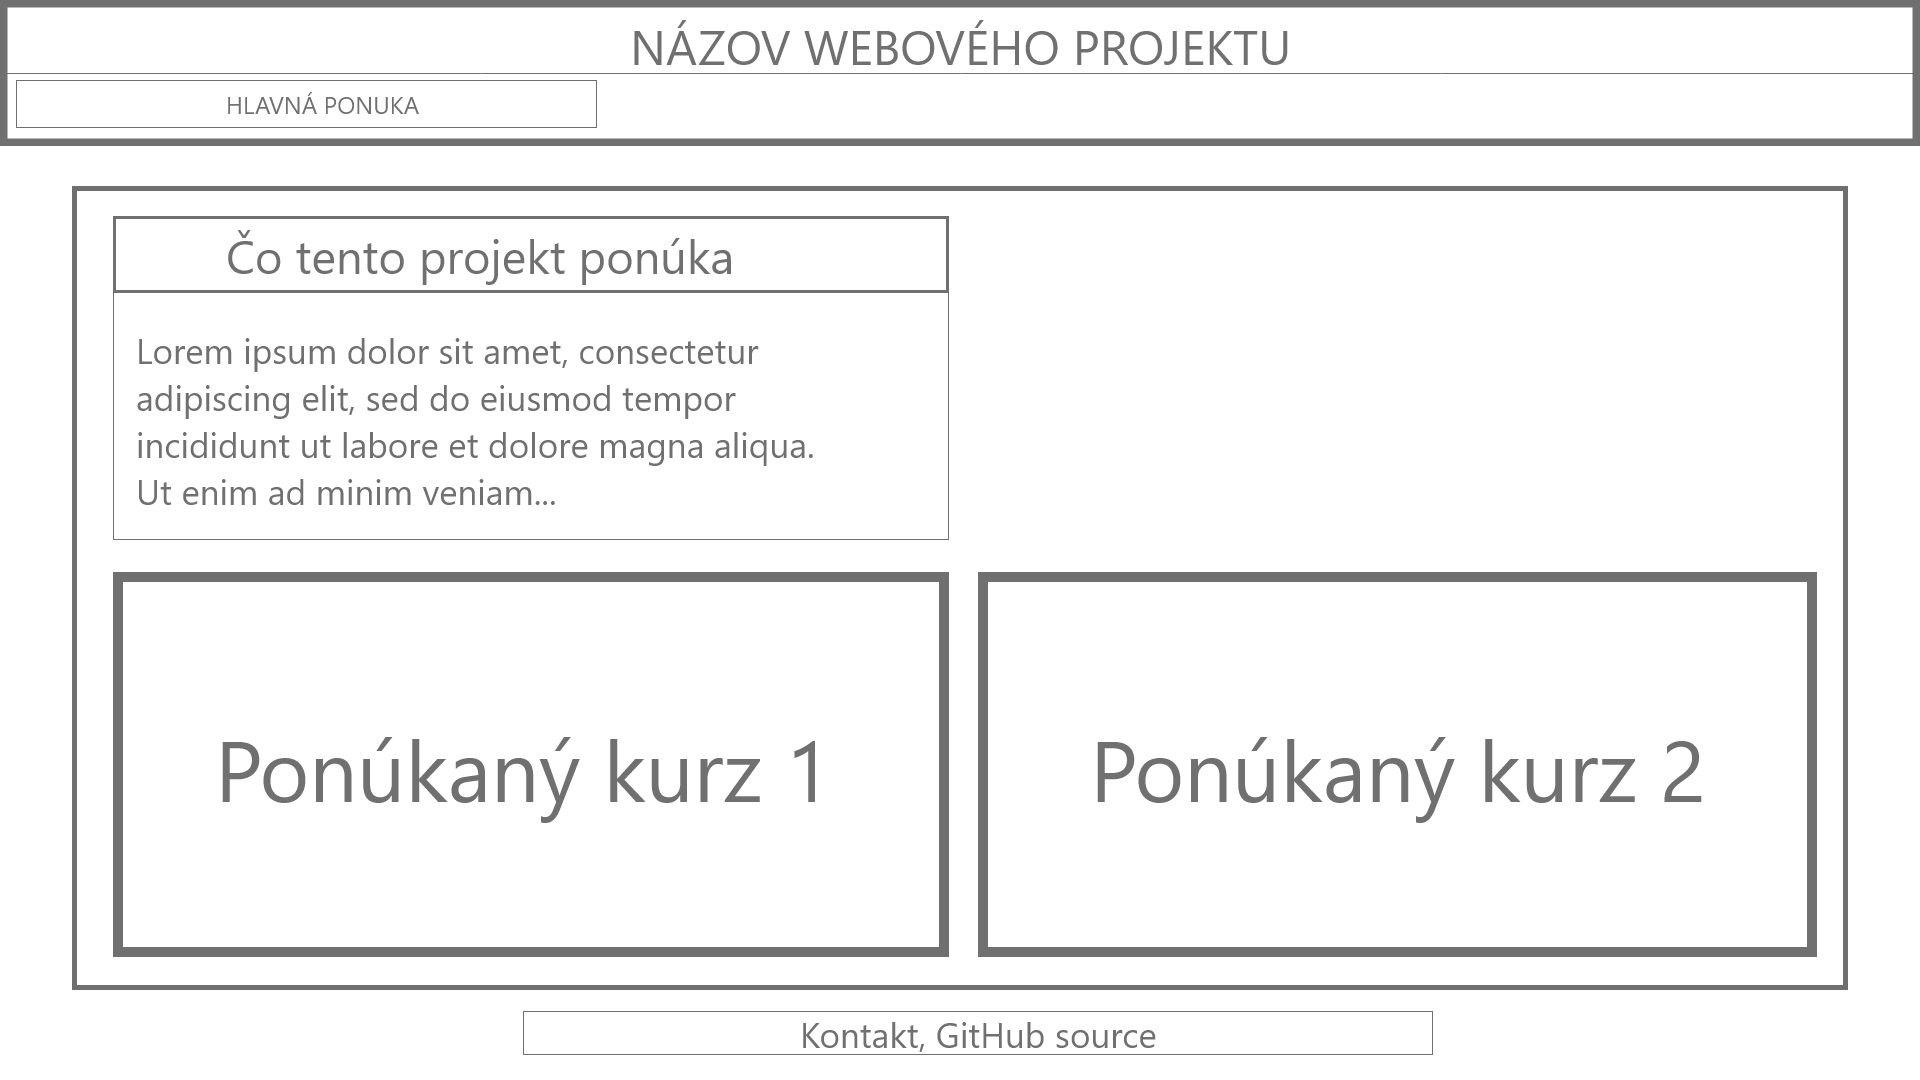 NÁZOV WEBOVÉHO PROJEKTU
HLAVNÁ PONUKA
Čo tento projekt ponúka
Lorem ipsum dolor sit amet, consectetur
adipiscing elit, sed do eiusmod tempor
incididunt ut labore et dolore magna aliqua.
Ut enim ad minim veniam...
Ponúkaný kurz 1
Ponúkaný kurz 2
Kontakt, GitHub source